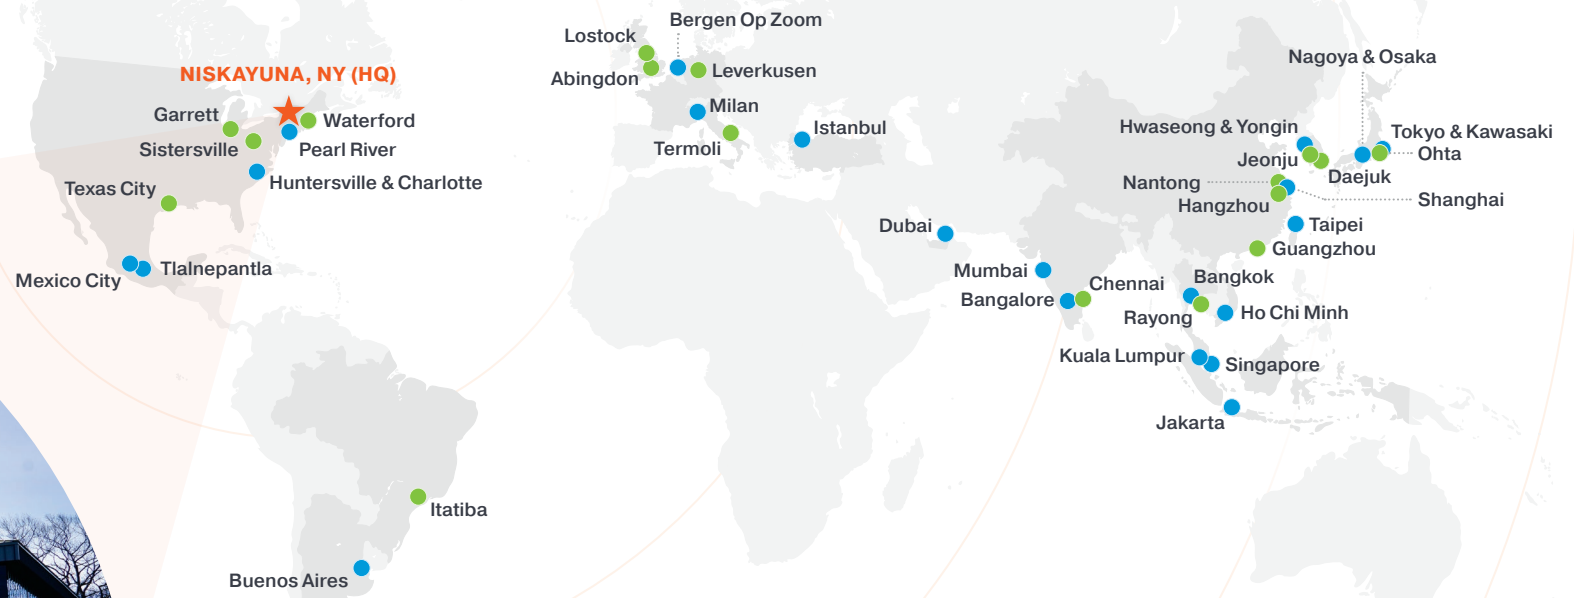 Bergen Op Zoom
Lostock
Abingdon
Leverkusen
Nagoya & Osaka
NISKAYUNA, NY (HQ)
Garrett
Waterford
Sistersville
Pearl River
Milan
Termoli
Istanbul
Hwaseong & Yongin
Tokyo & Kawasaki
Jeonju
Ohta
Daejuk
Texas City
Huntersville & Charlotte
Nantong
Shanghai
Hangzhou
Dubai
Taipei
Guangzhou
Mexico City
Tlalnepantla
Mumbai
Bangkok
Chennai
Bangalore
Rayong
Ho Chi Minh
Kuala Lumpur
Singapore
Jakarta
Itatiba
Buenos Aires